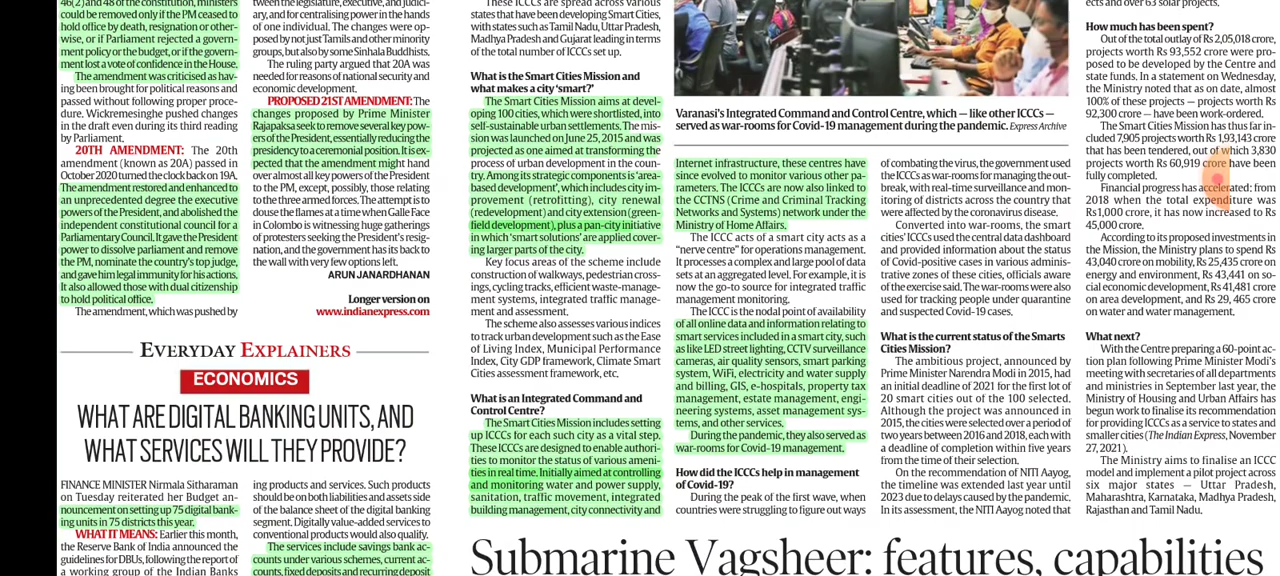 46(2) and 48 of the constitution, ministers
could be removed only if the PM ceased to
hold office by death, resignation or other-
wise, or if Parliament rejected a govern-
ment policy or the budget, or if the govern-
ment lost a vote of confidence in the House.
The amendment was criticised as hav-
ing been brought for political reasons and
passed without following proper proce-
dure. Wickremesinghe pushed changes
in the draft even during its third reading
by Parliament.
20TH AMENDMENT: The 20th
amendment (known as 20A) passed in
October 2020 turned the clock back on 19A.
The amendment restored and enhanced to
an unprecedented degree the executive
powers of the President, and abolished the
independent constitutional council for a
Parliamentary Council. It gave the President
power to dissolve parliament and remove
the PM, nominate the country's top judge,
and gave him legal immunity for his actions.
It also allowed those with dual citizenship
to hold political office.
The amendment, which was pushed by
tween the legislature, executive, and judici-
ary, and for centralising power in the hands
of one individual. The changes were op-
posed by not just Tamils and other minority
groups, but also by some Sinhala Buddhists.
The ruling party argued that 20A was
needed for reasons of national security and
economic development.
PROPOSED 21ST AMENDMENT: The
changes proposed by Prime Minister
Rajapaksa seek to remove several key pow-
ers of the President, essentially reducing the
presidency to a ceremonial position. It is ex-
pected that the amendment might hand
over almost all key powers of the President
to the PM, except, possibly, those relating
to the three armed forces. The attempt is to
douse the flames at a time when Galle Face
in Colombo is witnessing huge gatherings
of protesters seeking the President's resig-
nation, and the government has its back to
the wall with very few options left.
ARUN JANARDHANAN
Longer version on
www.indianexpress.com
EVERYDAY EXPLAINERS
ECONOMICS
WHAT ARE DIGITAL BANKING UNITS, AND
WHAT SERVICES WILL THEY PROVIDE?
FINANCE MINISTER Nirmala Sitharaman
on Tuesday reiterated her Budget an-
nouncement on setting up 75 digital bank-
ing units in 75 districts this year.
WHAT IT MEANS: Earlier this month,
the Reserve Bank of India announced the
guidelines for DBUs, following the report of
a working group of the Indian Banks
ing products and services. Such products
should be on both liabilities and assets side
of the balance sheet of the digital banking
segment. Digitally value-added services to
conventional products would also qualify.
The services include savings bank ac-
counts under various schemes, current ac-
counts, fixed deposits and recurring deposit
These ICCCs are spread across various
states that have been developing Smart Cities,
with states such as Tamil Nadu, Uttar Pradesh,
Madhya Pradesh and Gujarat leading in terms
of the total number of ICCCs set up.
What is the Smart Cities Mission and
what makes a city 'smart?'
The Smart Cities Mission aims at devel-
oping 100 cities, which were shortlisted, into
self-sustainable urban settlements. The mis-
sion was launched on June 25, 2015 and was
projected as one aimed at transforming the
process of urban development in the coun-
try. Among its strategic components is 'area-
based development', which includes city im-
provement (retrofitting), city renewal
(redevelopment) and city extension (green-
field development), plus a pan-city initiative
in which 'smart solutions' are applied cover-
ing larger parts of the city.
Key focus areas of the scheme include
construction of walkways, pedestrian cross-
ings, cycling tracks, efficient waste-manage-
ment systems, integrated traffic manage-
ment and assessment.
The scheme also assesses various indices
to track urban development such as the Ease
of Living Index, Municipal Performance
Index, City GDP framework, Climate Smart
Cities assessment framework, etc.
What is an Integrated Command and
Control Centre?
The Smart Cities Mission includes setting
up ICCCs for each such city as a vital step.
These ICCCs are designed to enable authori-
ties to monitor the status of various ameni-
ties in real time. Initially aimed at controlling
and monitoring water and power supply,
sanitation, traffic movement, integrated
building management, city connectivity and
Varanasi's Integrated Command and Control Centre, which — like other ICCCs —
served as war-rooms for Covid-19 management during the pandemic. Express Archive
Internet infrastructure, these centres have
since evolved to monitor various other pa-
rameters. The ICCCs are now also linked to
the CCTNS (Crime and Criminal Tracking
Networks and Systems) network under the
Ministry of Home Affairs.
The ICCC acts of a smart city acts as a
"nerve centre" for operations management.
It processes a complex and large pool of data
sets at an aggregated level. For example, it is
now the go-to source for integrated traffic
management monitoring.
The ICCC is the nodal point of availability
of all online data and information relating to
smart services included in a smart city, such
as like LED street lighting, CCTV surveillance
cameras, air quality sensors, smart parking
system, WiFi, electricity and water supply
and billing, GIS, e-hospitals, property tax
management, estate management, engi-
neering systems, asset management sys-
tems, and other services.
During the pandemic, they also served as
war-rooms for Covid-19 management.
How did the ICCCs help in management
of Covid-19?
During the peak of the first wave, when
countries were struggling to figure out ways
of combating the virus, the government used
the ICCCs as war-rooms for managing the out-
break, with real-time surveillance and mon-
itoring of districts across the country that
were affected by the coronavirus disease.
Converted into war-rooms, the smart
cities' ICCCs used the central data dashboard
and provided information about the status
of Covid-positive cases in various adminis-
trative zones of these cities, officials aware
of the exercise said. The war-rooms were also
used for tracking people under quarantine
and suspected Covid-19 cases.
What is the current status of the Smarts
Cities Mission?
The ambitious project, announced by
Prime Minister Narendra Modi in 2015, had
an initial deadline of 2021 for the first lot of
20 smart cities out of the 100 selected.
Although the project was announced in
2015, the cities were selected over a period of
two years between 2016 and 2018, each with
a deadline of completion within five years
from the time of their selection.
On the recommendation of NITI Aayog,
the timeline was extended last year until
2023 due to delays caused by the pandemic.
In its assessment, the NITI Aayog noted that
ects and over 63 solar projects.
How much has been spent?
Out of the total outlay of Rs 2,05,018 crore,
projects worth Rs 93,552 crore were pro-
posed to be developed by the Centre and
state funds. In a statement on Wednesday,
the Ministry noted that as on date, almost
100% of these projects — projects worth Rs
92,300 crore — have been work-ordered.
The Smart Cities Mission has thus far in-
cluded 7,905 projects worth Rs 1,93,143 crore
that has been tendered, out of which 3,830
projects worth Rs 60,919 crore have been
fully completed.
Financial progress has accelerated: from
2018 when the total expenditure was
Rs 1,000 crore, it has now increased to Rs
45,000 crore.
According to its proposed investments in
the Mission, the Ministry plans to spend Rs
43,040 crore on mobility, Rs 25,435 crore on
energy and environment, Rs 43,441 on so-
cial economic development, Rs 41,481 crore
on area development, and Rs 29, 465 crore
on water and water management.
What next?
With the Centre preparing a 60-point ac-
tion plan following Prime Minister Modi's
meeting with secretaries of all departments
and ministries in September last year, the
Ministry of Housing and Urban Affairs has
begun work to finalise its recommendation
for providing ICCCs as a service to states and
smaller cities (The Indian Express, November
27, 2021).
The Ministry aims to finalise an ICCC
model and implement a pilot project across
six major states — Uttar Pradesh,
Maharashtra, Karnataka, Madhya Pradesh,
Rajasthan and Tamil Nadu.
Submarine Vagsheer: features, capabilities